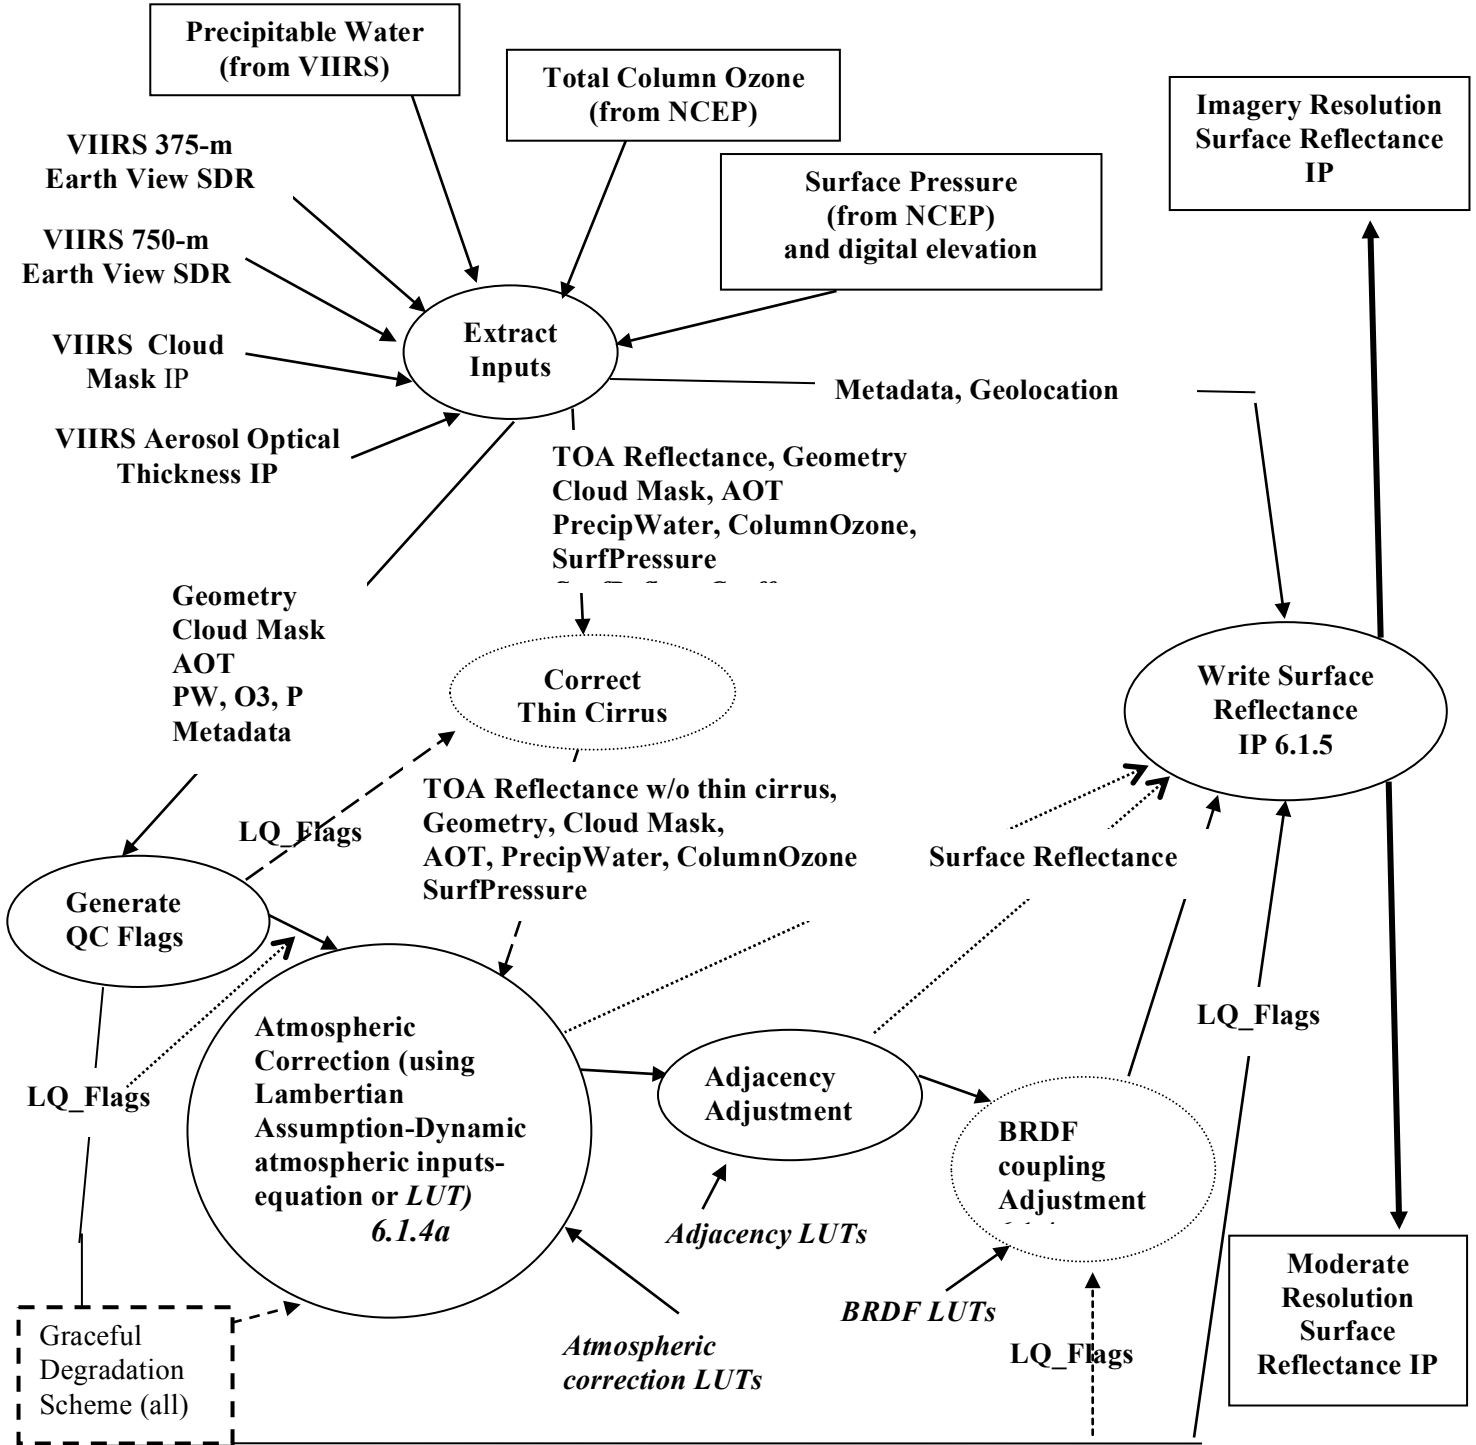 Precipitable Water
(from VIIRS)
Total Column Ozone
(from NCEP)
Imagery Resolution
Surface Reflectance
IP
VIIRS 375-m
Earth View SDR
Surface Pressure
(from NCEP)
and digital elevation
VIIRS 750-m
Earth View SDR
Extract
Inputs
VIIRS Cloud
Mask IP
Metadata, Geolocation
VIIRS Aerosol Optical
Thickness IP
TOA Reflectance, Geometry
Cloud Mask, AOT
PrecipWater, ColumnOzone,
SurfPressure
Geometry
Cloud Mask
AOT
PW, O3, P
Metadata
Correct
Thin Cirrus
Write Surface
Reflectance
IP 6.1.5
TOA Reflectance w/o thin cirrus,
Geometry, Cloud Mask,
AOT, PrecipWater, ColumnOzone
SurfPressure
LQ_Flags
Surface Reflectance
Generate
QC Flags
LQ_Flags
Atmospheric
Correction (using
Lambertian
Assumption-Dynamic
atmospheric inputs-
equation or LUT)
6.1.4a
LQ_Flags
Adjacency
Adjustment
BRDF
coupling
Adjustment
Adjacency LUTs
BRDF LUTs
Atmospheric
correction LUTs
LQ_Flags
Moderate
Resolution
Surface
Reflectance IP
Graceful
Degradation
Scheme (all)